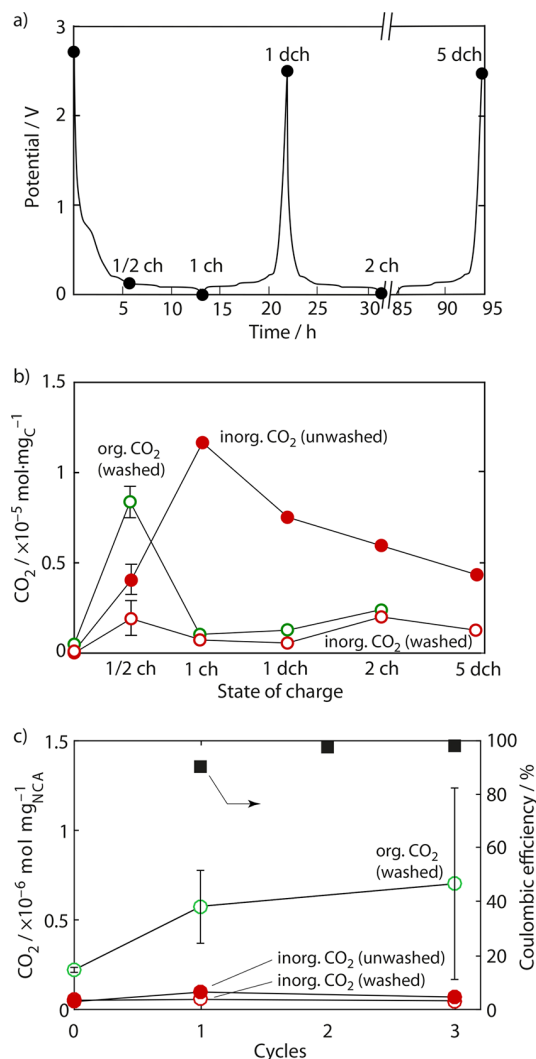 a)
3
2
1
0
Potential / V
1 dch
5 dch
1/2 ch
1 ch
2 ch
5
10
15
20
25
30
85
90
95
Time / h
b)
1.5
1
0.5
0
CO2 / ×10−5 mol·mgC−1
org. CO2
(washed)
inorg. CO2 (unwashed)
inorg. CO2 (washed)
1/2 ch
1 ch
1 dch
2 ch
5 dch
State of charge
c)
1.5
1
0.5
0
CO2 / ×10−6 mol mg−1NCA
100
80
60
40
20
0
Coulombic efficiency / %
org. CO2
(washed)
inorg. CO2 (unwashed)
inorg. CO2 (washed)
0
1
2
3
Cycles